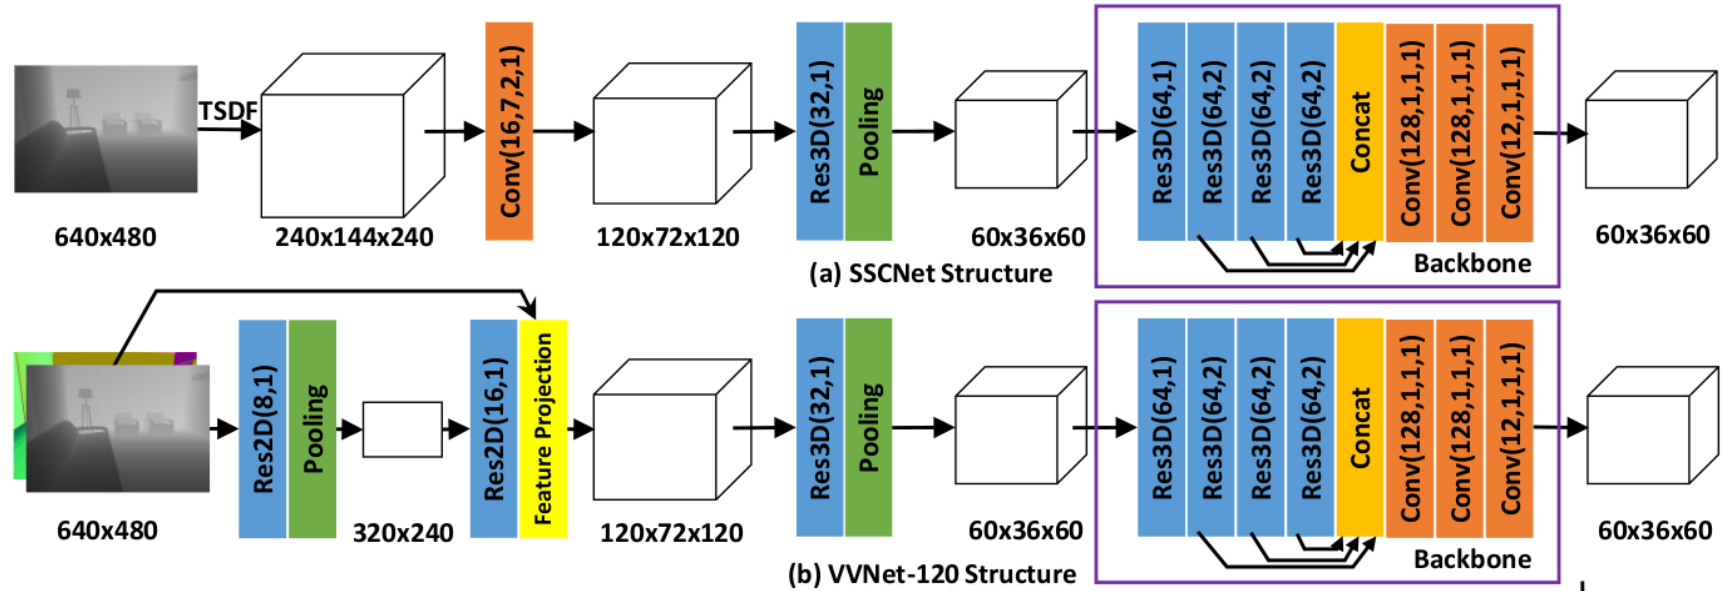 TSDF
Conv(16,7,2,1)
Res3D(32,1)
Pooling
Res3D(64,1)
Res3D(64,2)
Res3D(64,2)
Res3D(64,2)
Concat
Conv(128,1,1,1)
Conv(128,1,1,1)
Conv(12,1,1,1)
640x480
240x144x240
120x72x120
60x36x60
60x36x60
Backbone
(a) SSCNet Structure
Res2D(8,1)
Pooling
Res2D(16,1)
Feature Projection
Res3D(32,1)
Pooling
Res3D(64,1)
Res3D(64,2)
Res3D(64,2)
Res3D(64,2)
Concat
Conv(128,1,1,1)
Conv(128,1,1,1)
Conv(12,1,1,1)
640x480
320x240
120x72x120
60x36x60
60x36x60
Backbone
(b) VVNet-120 Structure